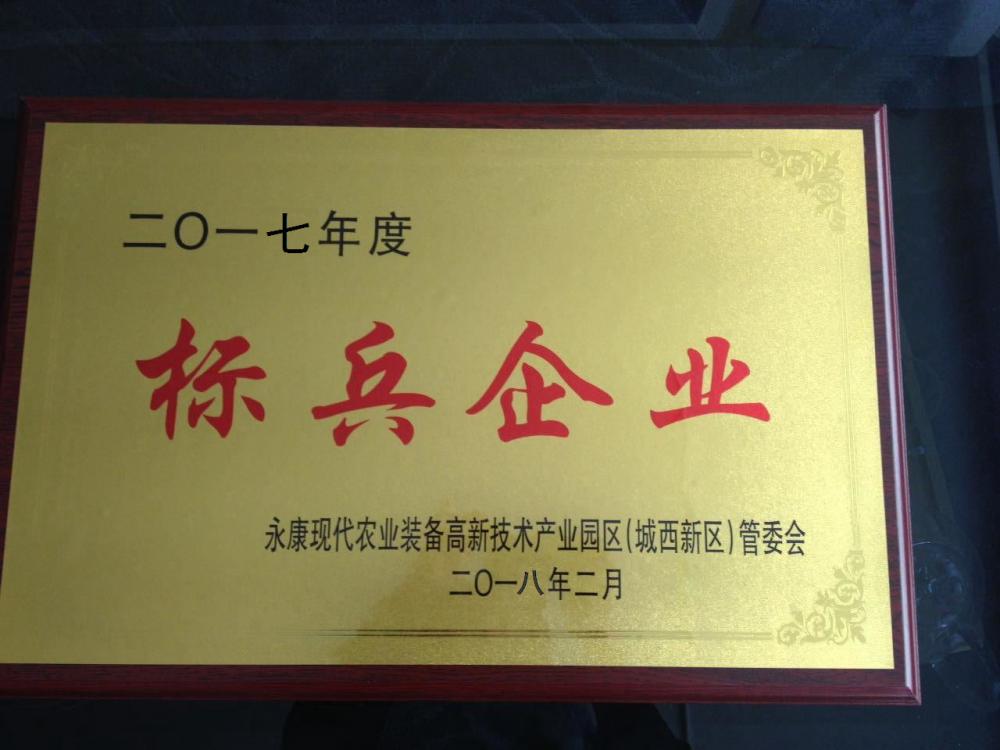 二〇一七年度
标兵企业
永康现代农业装备高新技术产业园区(城西新区)管委会
二〇一八年二月